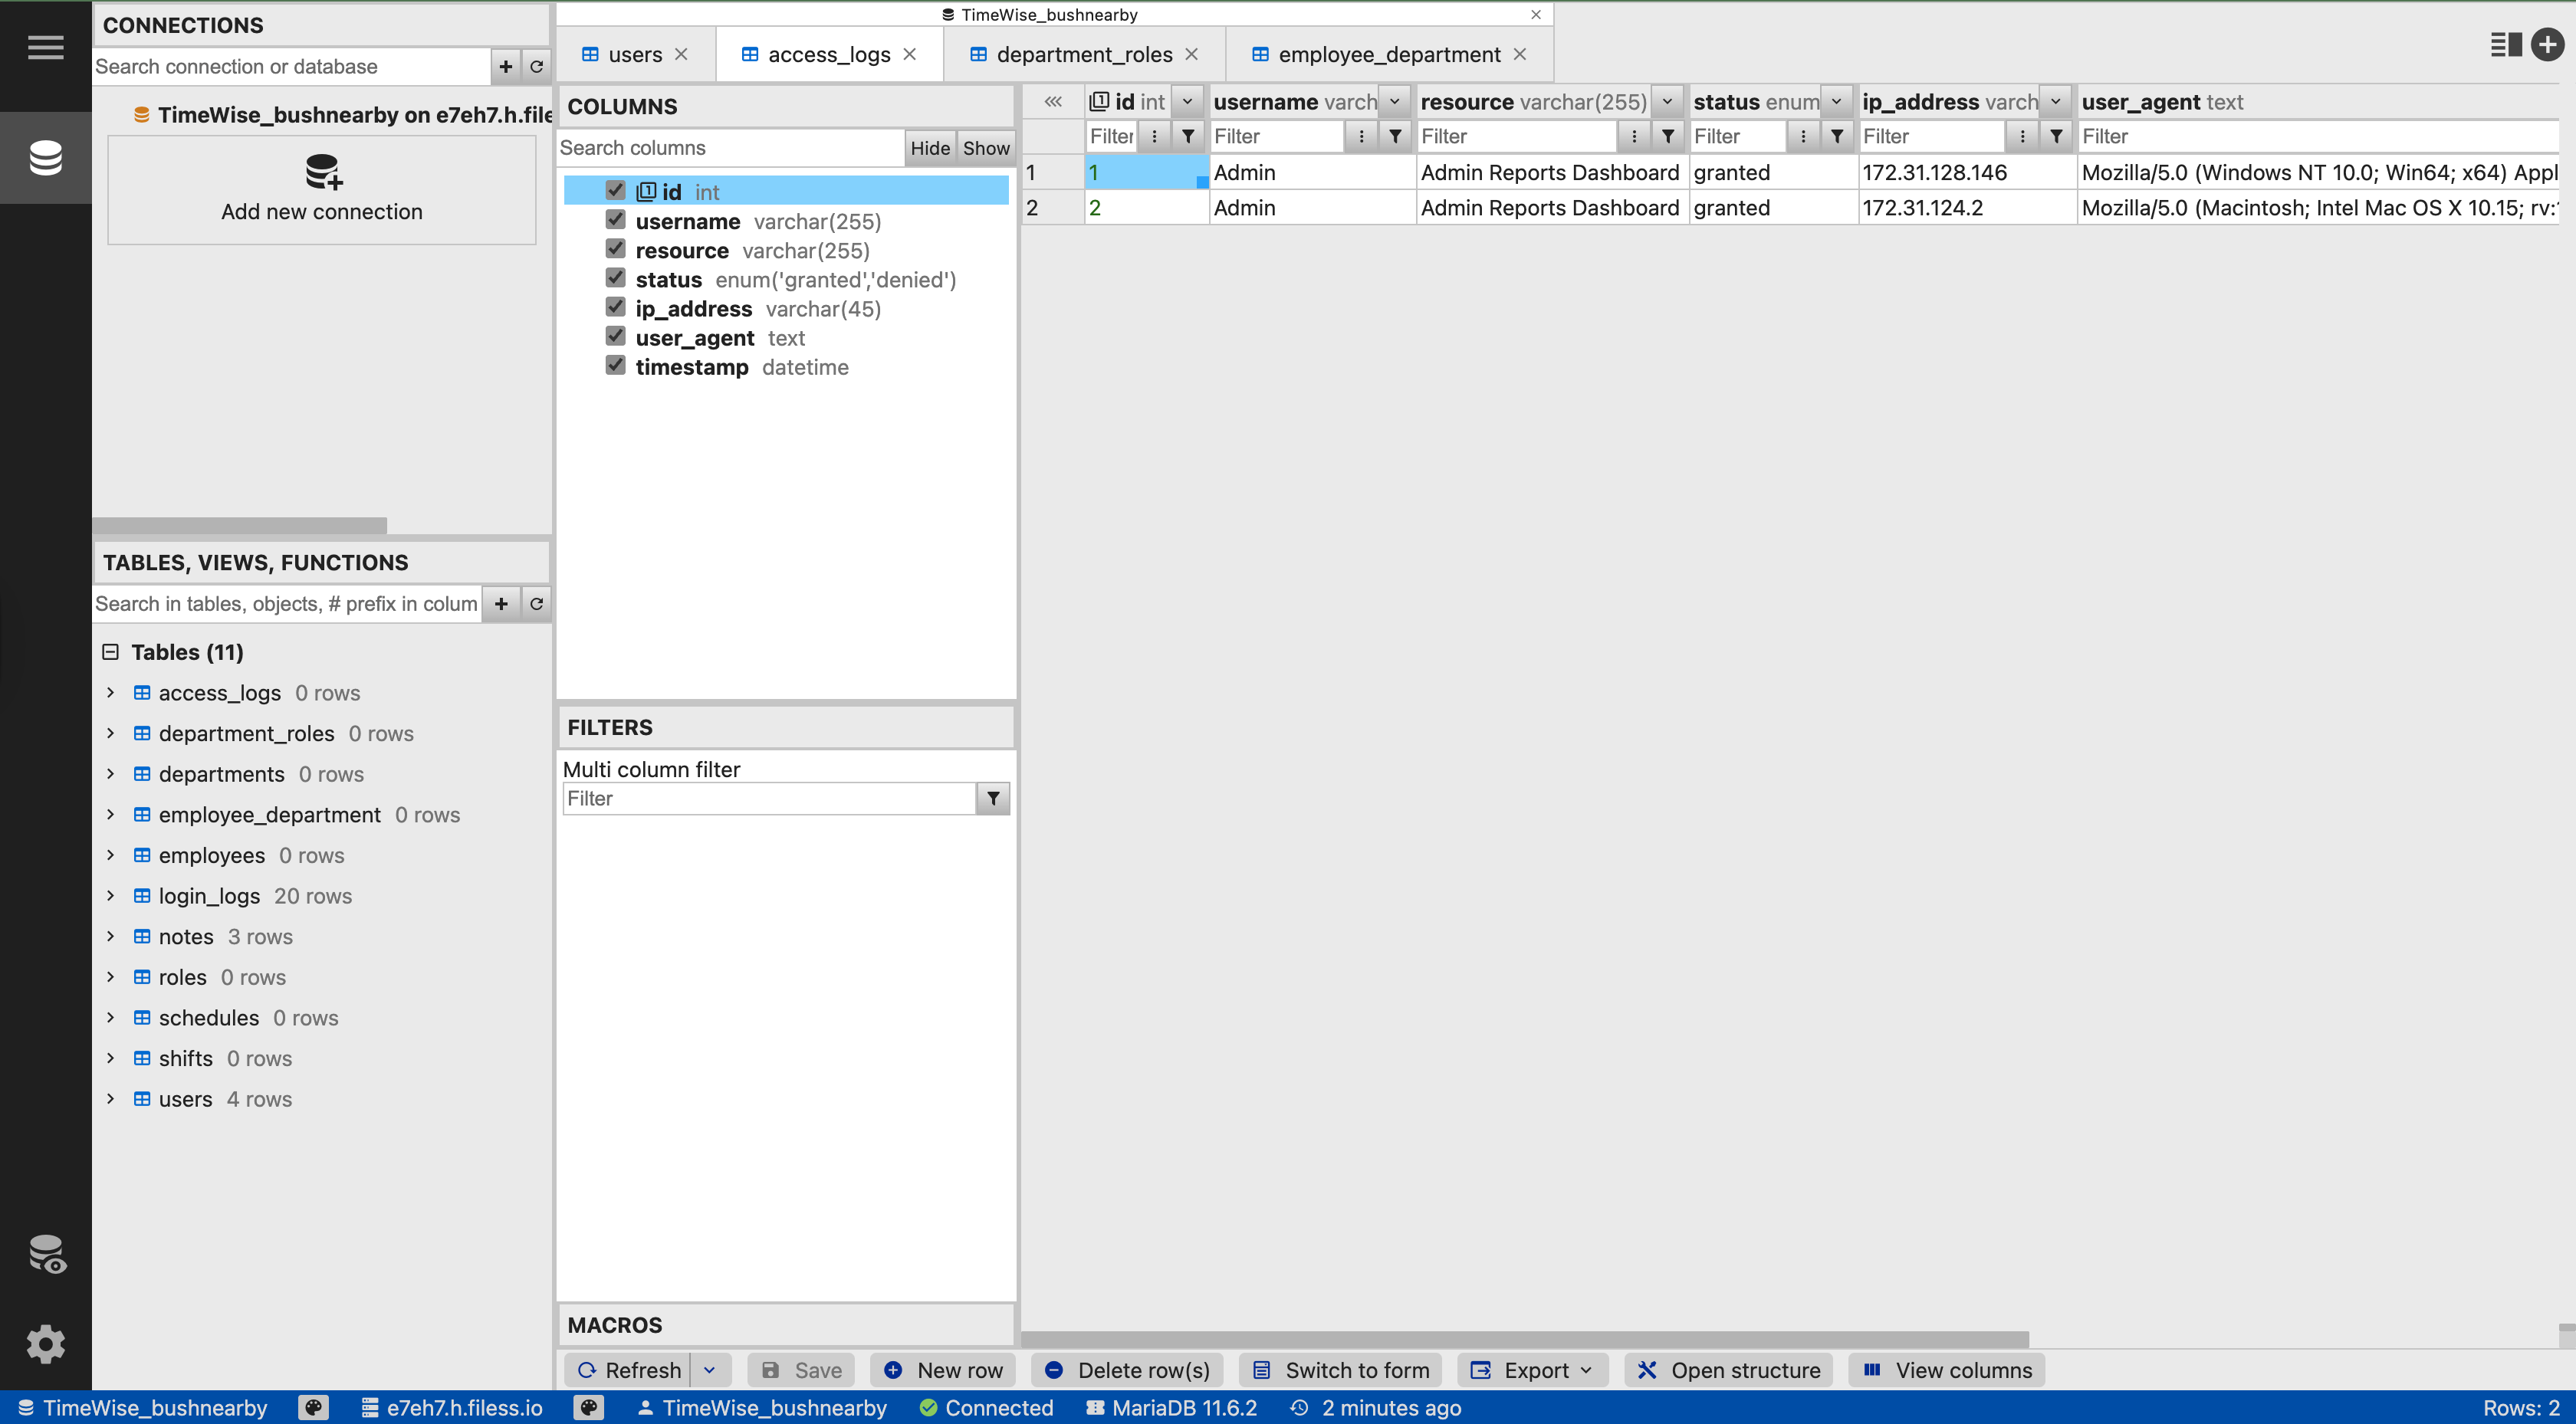 CONNECTIONS
Search connection or database
TimeWise_bushnearby on e7eh7.h.file
Add new connection
TABLES, VIEWS, FUNCTIONS
Search in tables, objects, # prefix in colum
Tables (11)
access_logs 0 rows
department_roles 0 rows
departments 0 rows
employee_department 0 rows
employees 0 rows
login_logs 20 rows
notes 3 rows
roles 0 rows
schedules 0 rows
shifts 0 rows
users 4 rows
TimeWise_bushnearby
users access_logs department_roles employee_department
COLUMNS
Search columns Hide Show
id int
username varchar(255)
resource varchar(255)
status enum('granted','denied')
ip_address varchar(45)
user_agent text
timestamp datetime
FILTERS
Multi column filter
Filter
MACROS
id int username varch resource varchar(255) status enum ip_address varch user_agent text
Filter Filter Filter Filter Filter Filter
1 1 Admin Admin Reports Dashboard granted 172.31.128.146 Mozilla/5.0 (Windows NT 10.0; Win64; x64) Appl
2 2 Admin Admin Reports Dashboard granted 172.31.124.2 Mozilla/5.0 (Macintosh; Intel Mac OS X 10.15; rv:
Refresh Save New row Delete row(s) Switch to form Export Open structure View columns
TimeWise_bushnearby e7eh7.h.filess.io TimeWise_bushnearby Connected MariaDB 11.6.2 2 minutes ago Rows: 2